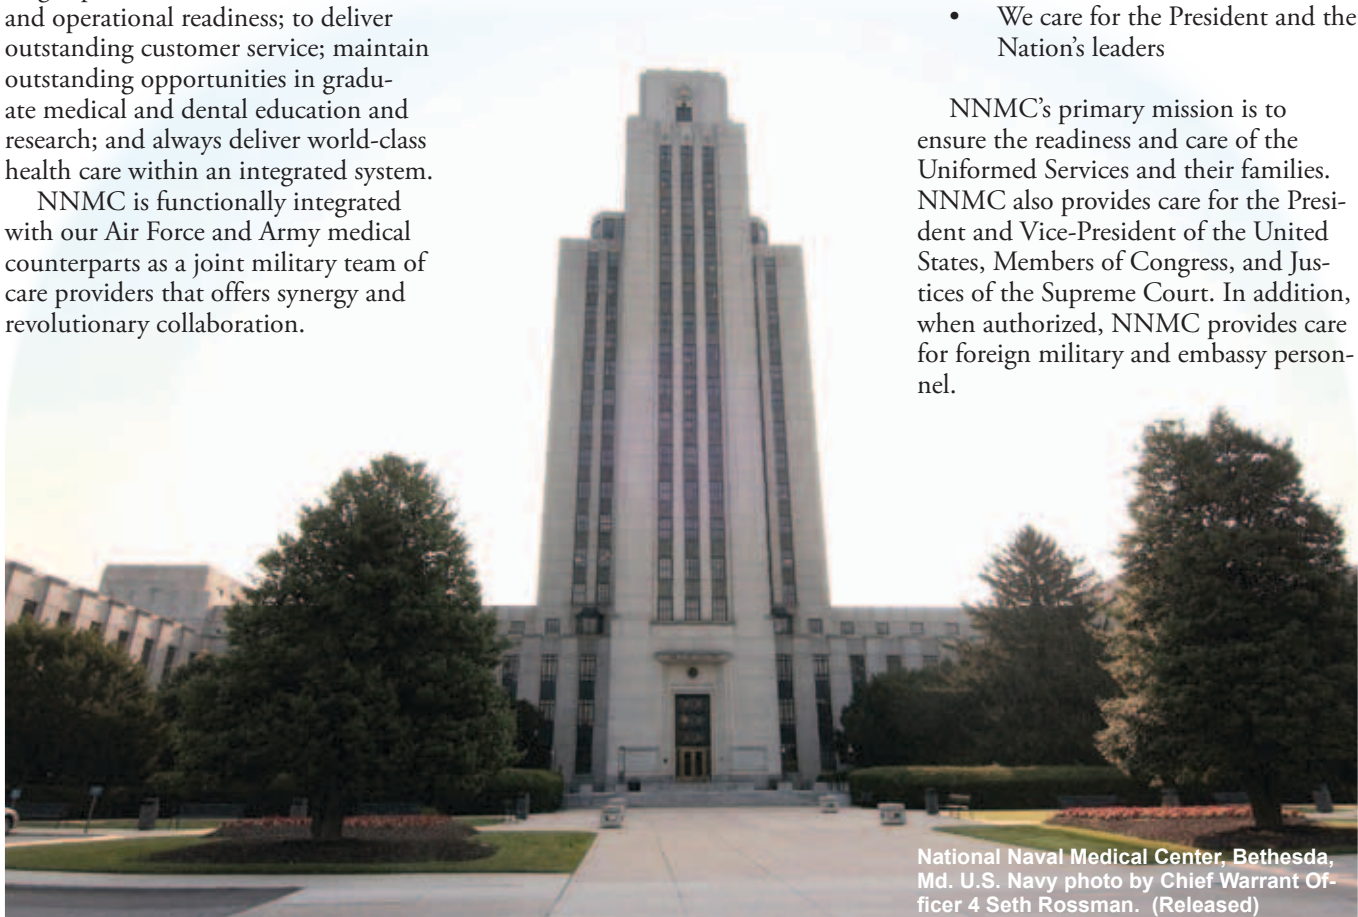 and operational readiness; to deliver
outstanding customer service; maintain
outstanding opportunities in gradu-
ate medical and dental education and
research; and always deliver world-class
health care within an integrated system.
NNMC is functionally integrated
with our Air Force and Army medical
counterparts as a joint military team of
care providers that offers synergy and
revolutionary collaboration.
• We care for the President and the
Nation’s leaders
NNMC’s primary mission is to
ensure the readiness and care of the
Uniformed Services and their families.
NNMC also provides care for the Presi-
dent and Vice-President of the United
States, Members of Congress, and Jus-
tices of the Supreme Court. In addition,
when authorized, NNMC provides care
for foreign military and embassy person-
nel.
National Naval Medical Center, Bethesda,
Md. U.S. Navy photo by Chief Warrant Of-
ficer 4 Seth Rossman. (Released)